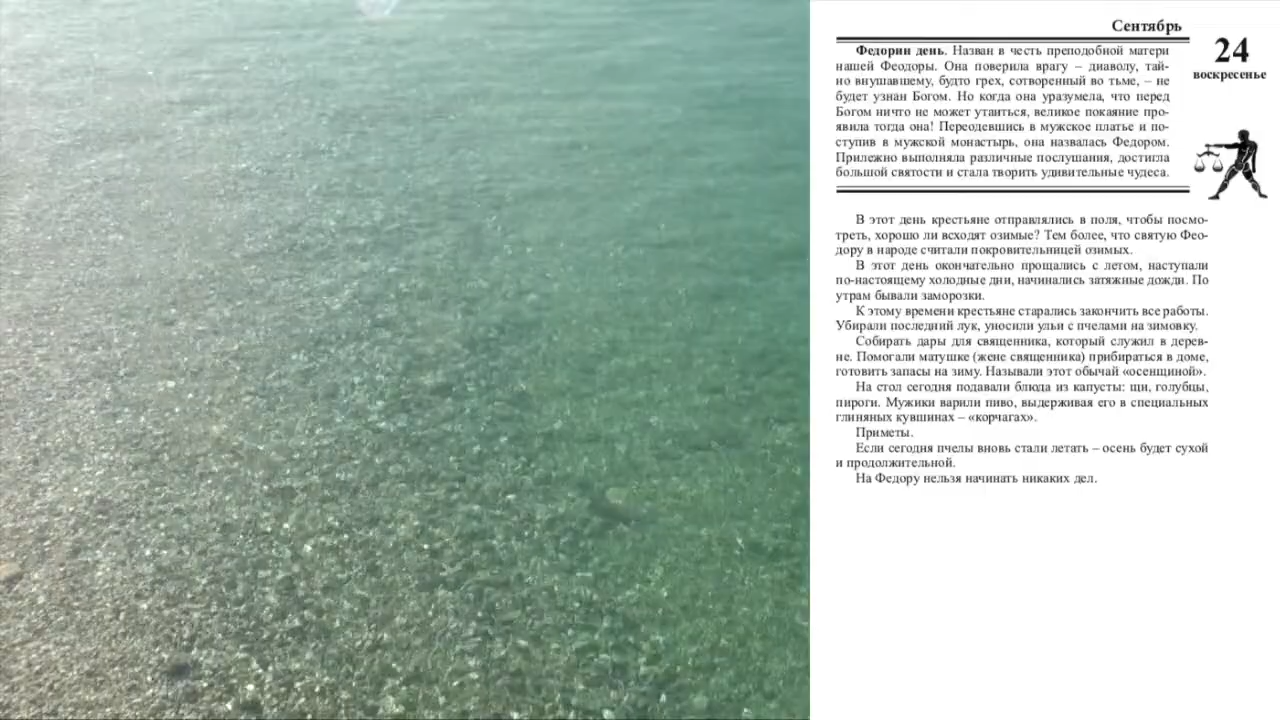 Сентябрь
24
воскресенье
Федорин день. Назван в честь преподобной матери
нашей Феодоры. Она поверила врагу – диаволу, тай-
но внушавшему, будто грех, сотворенный во тьме, – не
будет узнан Богом. Но когда она уразумела, что перед
Богом ничто не может утаиться, великое покаяние про-
явила тогда она! Переодевшись в мужское платье и по-
ступив в мужской монастырь, она назвалась Федором.
Прилежно выполняла различные послушания, достигла
большой святости и стала творить удивительные чудеса.
В этот день крестьяне отправлялись в поля, чтобы посмо-
треть, хорошо ли всходят озимые? Тем более, что святую Фео-
дору в народе считали покровительницей озимых.
В этот день окончательно прощались с летом, наступали
по-настоящему холодные дни, начинались затяжные дожди. По
утрам бывали заморозки.
К этому времени крестьяне старались закончить все работы.
Убирали последний лук, уносили ульи с пчелами на зимовку.
Собирать дары для священника, который служил в дерев-
не. Помогали матушке (жене священника) прибираться в доме,
готовить запасы на зиму. Называли этот обычай «осенщиной».
На стол сегодня подавали блюда из капусты: щи, голубцы,
пироги. Мужики варили пиво, выдерживая его в специальных
глиняных кувшинах – «корчагах».
Приметы.
Если сегодня пчелы вновь стали летать – осень будет сухой
и продолжительной.
На Федору нельзя начинать никаких дел.